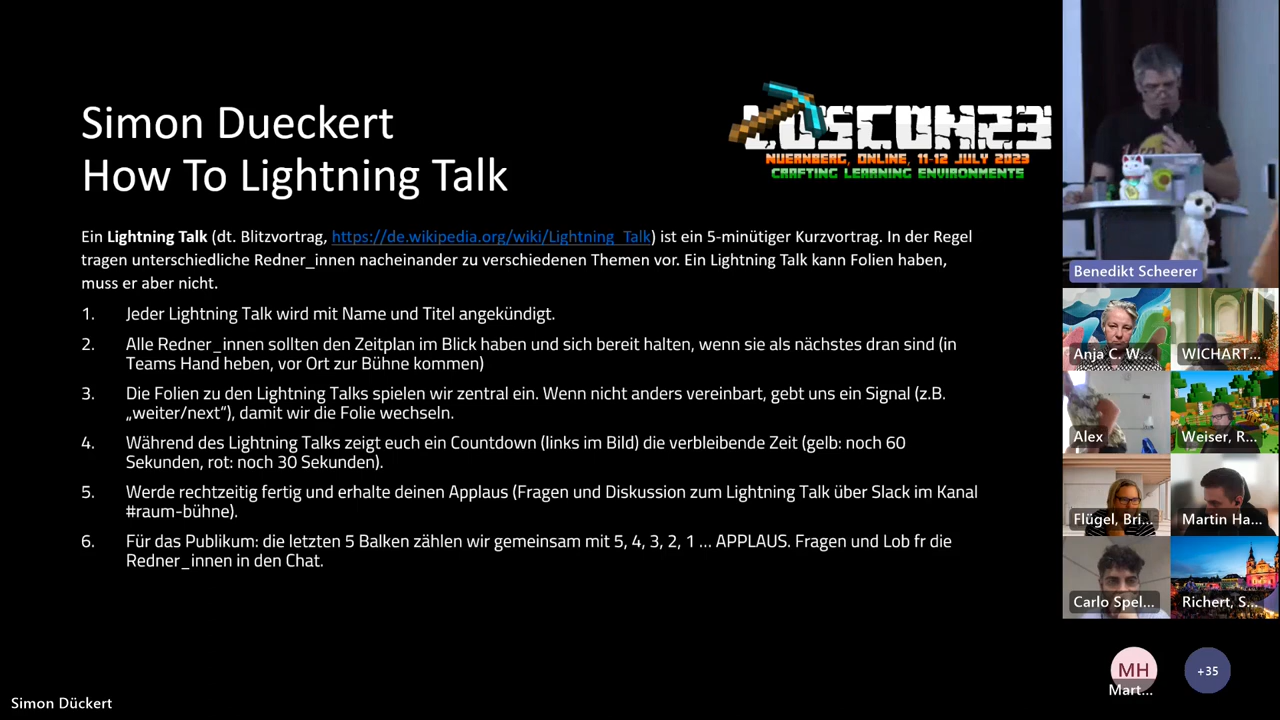 Simon Dueckert
How To Lightning Talk
LOSCON23
NUERNBERG, ONLINE, 11-12 JULY 2023
CRAFTING LEARNING ENVIRONMENTS
Ein Lightning Talk (dt. Blitzvortrag, https://de.wikipedia.org/wiki/Lightning_Talk) ist ein 5-minütiger Kurzvortrag. In der Regel
tragen unterschiedliche Redner_innen nacheinander zu verschiedenen Themen vor. Ein Lightning Talk kann Folien haben,
muss er aber nicht.
1. Jeder Lightning Talk wird mit Name und Titel angekündigt.
2. Alle Redner_innen sollten den Zeitplan im Blick haben und sich bereit halten, wenn sie als nächstes dran sind (in
Teams Hand heben, vor Ort zur Bühne kommen)
3. Die Folien zu den Lightning Talks spielen wir zentral ein. Wenn nicht anders vereinbart, gebt uns ein Signal (z.B.
„weiter/next“), damit wir die Folie wechseln.
4. Während des Lightning Talks zeigt euch ein Countdown (links im Bild) die verbleibende Zeit (gelb: noch 60
Sekunden, rot: noch 30 Sekunden).
5. Werde rechtzeitig fertig und erhalte deinen Applaus (Fragen und Diskussion zum Lightning Talk über Slack im Kanal
#raum-bühne).
6. Für das Publikum: die letzten 5 Balken zählen wir gemeinsam mit 5, 4, 3, 2, 1 … APPLAUS. Fragen und Lob fr die
Redner_innen in den Chat.
Simon Dückert
Benedikt Scheerer
Anja C. W...
WICHART...
Alex
Weiser, R...
Flügel, Bri...
Martin Ha...
Carlo Spel...
Richert, S...
MH
Mart...
+35